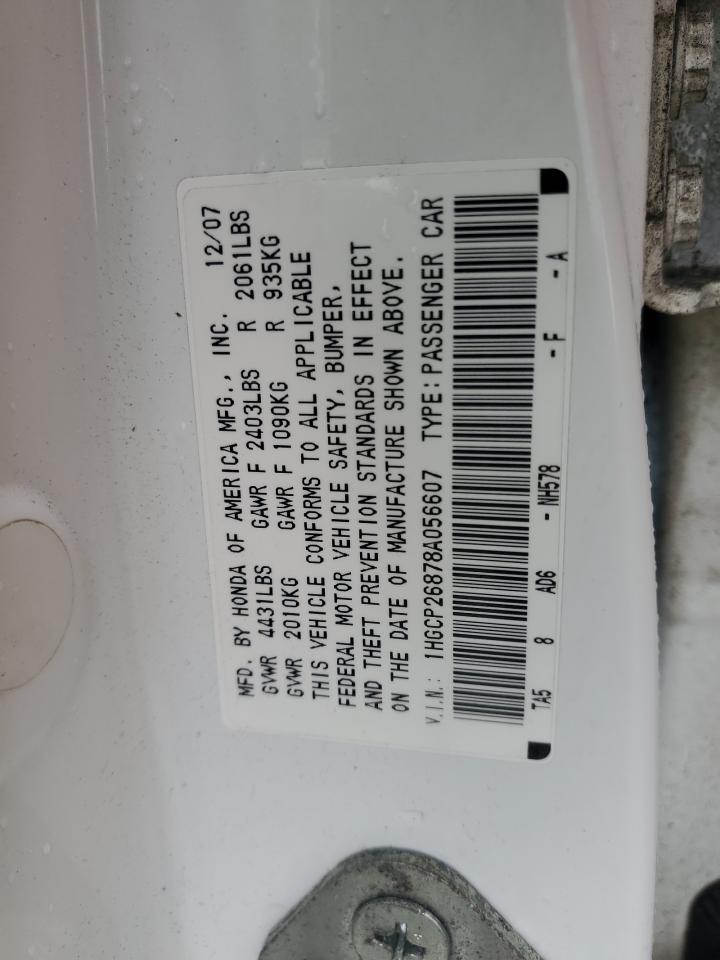 MFD. BY HONDA OF AMERICA MFG., INC. 12/07
GVWR 4431LBS GAWR F 2403LBS R 2061LBS
GVWR 2010KG GAWR F 1090KG R 935KG
THIS VEHICLE CONFORMS TO ALL APPLICABLE
FEDERAL MOTOR VEHICLE SAFETY, BUMPER,
AND THEFT PREVENTION STANDARDS IN EFFECT
ON THE DATE OF MANUFACTURE SHOWN ABOVE.
V.I.N.: 1HGCP26878A056607 TYPE: PASSENGER CAR
TA5 8 AD6 - NH578 - F - A